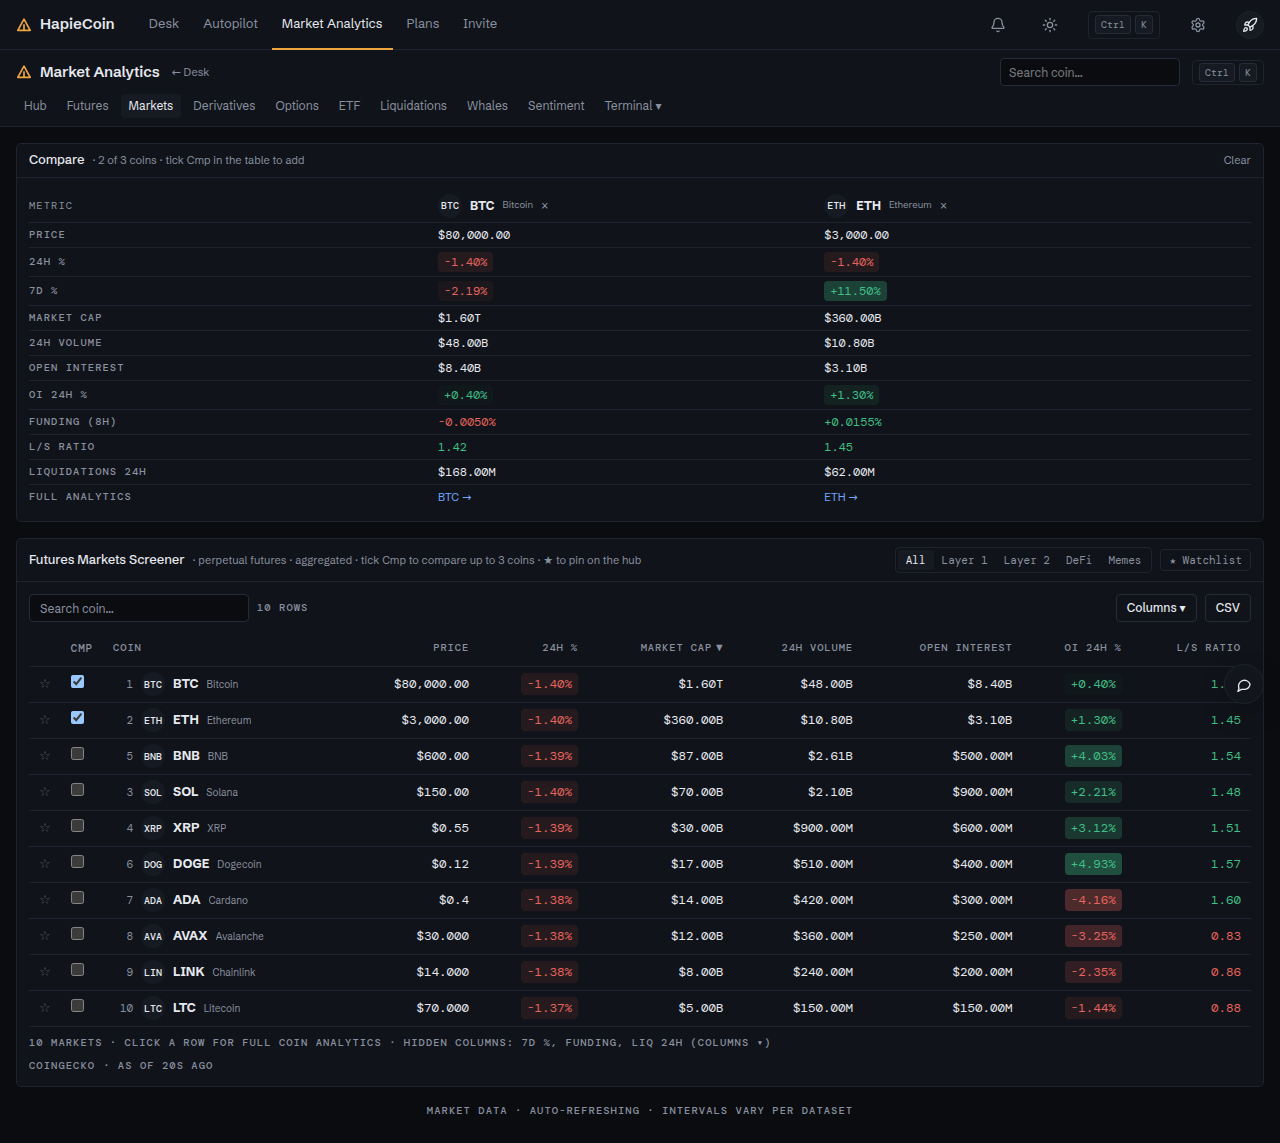 HapieCoin Desk Autopilot Market Analytics Plans Invite Ctrl K
Market Analytics ← Desk Search coin... Ctrl K
Hub Futures Markets Derivatives Options ETF Liquidations Whales Sentiment Terminal ▾
Compare · 2 of 3 coins · tick Cmp in the table to add Clear
METRIC BTC BTC Bitcoin × ETH ETH Ethereum ×
PRICE $80,000.00 $3,000.00
24H % -1.40% -1.40%
7D % -2.19% +11.50%
MARKET CAP $1.60T $360.00B
24H VOLUME $48.00B $10.80B
OPEN INTEREST $8.40B $3.10B
OI 24H % +0.40% +1.30%
FUNDING (8H) -0.0050% +0.0155%
L/S RATIO 1.42 1.45
LIQUIDATIONS 24H $168.00M $62.00M
FULL ANALYTICS BTC → ETH →
Futures Markets Screener · perpetual futures · aggregated · tick Cmp to compare up to 3 coins · ★ to pin on the hub All Layer 1 Layer 2 DeFi Memes ★ Watchlist
Search coin... 10 ROWS Columns ▾ CSV
CMP COIN PRICE 24H % MARKET CAP ▼ 24H VOLUME OPEN INTEREST OI 24H % L/S RATIO
☆ 1 BTC BTC Bitcoin $80,000.00 -1.40% $1.60T $48.00B $8.40B +0.40% 1.
☆ 2 ETH ETH Ethereum $3,000.00 -1.40% $360.00B $10.80B $3.10B +1.30% 1.45
☆ 5 BNB BNB BNB $600.00 -1.39% $87.00B $2.61B $500.00M +4.03% 1.54
☆ 3 SOL SOL Solana $150.00 -1.40% $70.00B $2.10B $900.00M +2.21% 1.48
☆ 4 XRP XRP XRP $0.55 -1.39% $30.00B $900.00M $600.00M +3.12% 1.51
☆ 6 DOG DOGE Dogecoin $0.12 -1.39% $17.00B $510.00M $400.00M +4.93% 1.57
☆ 7 ADA ADA Cardano $0.4 -1.38% $14.00B $420.00M $300.00M -4.16% 1.60
☆ 8 AVA AVAX Avalanche $30.000 -1.38% $12.00B $360.00M $250.00M -3.25% 0.83
☆ 9 LIN LINK Chainlink $14.000 -1.38% $8.00B $240.00M $200.00M -2.35% 0.86
☆ 10 LTC LTC Litecoin $70.000 -1.37% $5.00B $150.00M $150.00M -1.44% 0.88
10 MARKETS · CLICK A ROW FOR FULL COIN ANALYTICS · HIDDEN COLUMNS: 7D %, FUNDING, LIQ 24H (COLUMNS ▾)
COINGECKO · AS OF 20S AGO
MARKET DATA · AUTO-REFRESHING · INTERVALS VARY PER DATASET